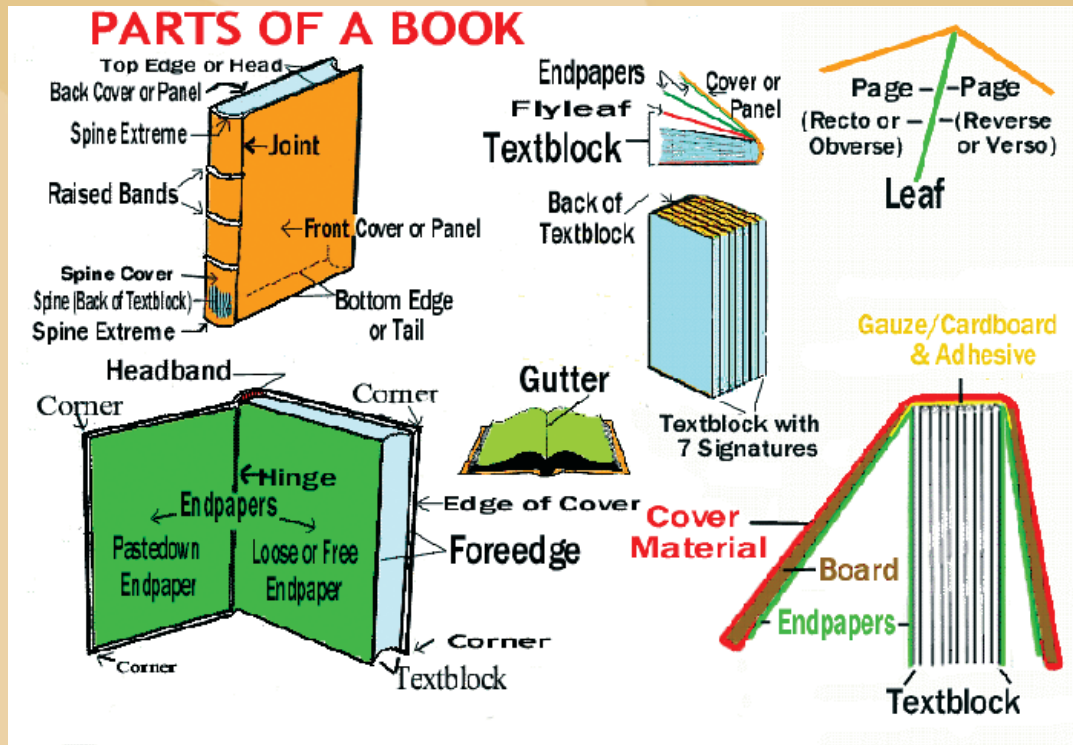 PARTS OF A BOOK
Top Edge or Head
Back Cover or Panel
Spine Extreme
Joint
Raised Bands
Front Cover or Panel
Spine Cover
Spine (Back of Textblock)
Spine Extreme
Bottom Edge
or Tail
Endpapers
Cover or
Panel
Flyleaf
Textblock
Page
Page
(Recto or
Obverse)
(Reverse
or Verso)
Leaf
Back of
Textblock
Textblock with
7 Signatures
Headband
Corner
Corner
Hinge
Endpapers
Pastedown
Endpaper
Loose or Free
Endpaper
Edge of Cover
Foreedge
Corner
Corner
Textblock
Gutter
Gauze/Cardboard
& Adhesive
Cover
Material
Board
Endpapers
Textblock